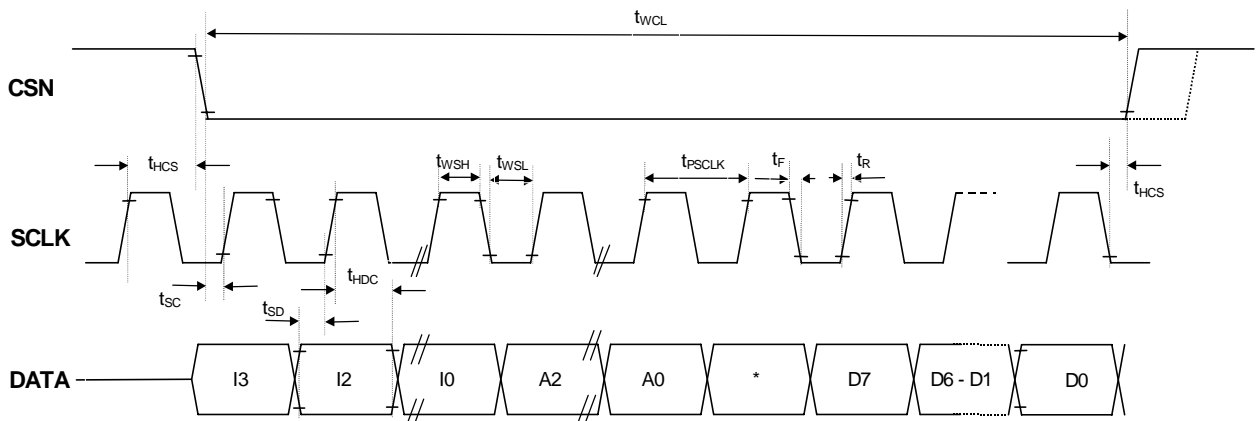 tWCL
CSN
tHCS
tWSH
tWSL
tPSCLK
tF
tR
tHCS
SCLK
tSC
tSD
tHDC
DATA
I3
I2
I0
A2
A0
*
D7
D6 - D1
D0